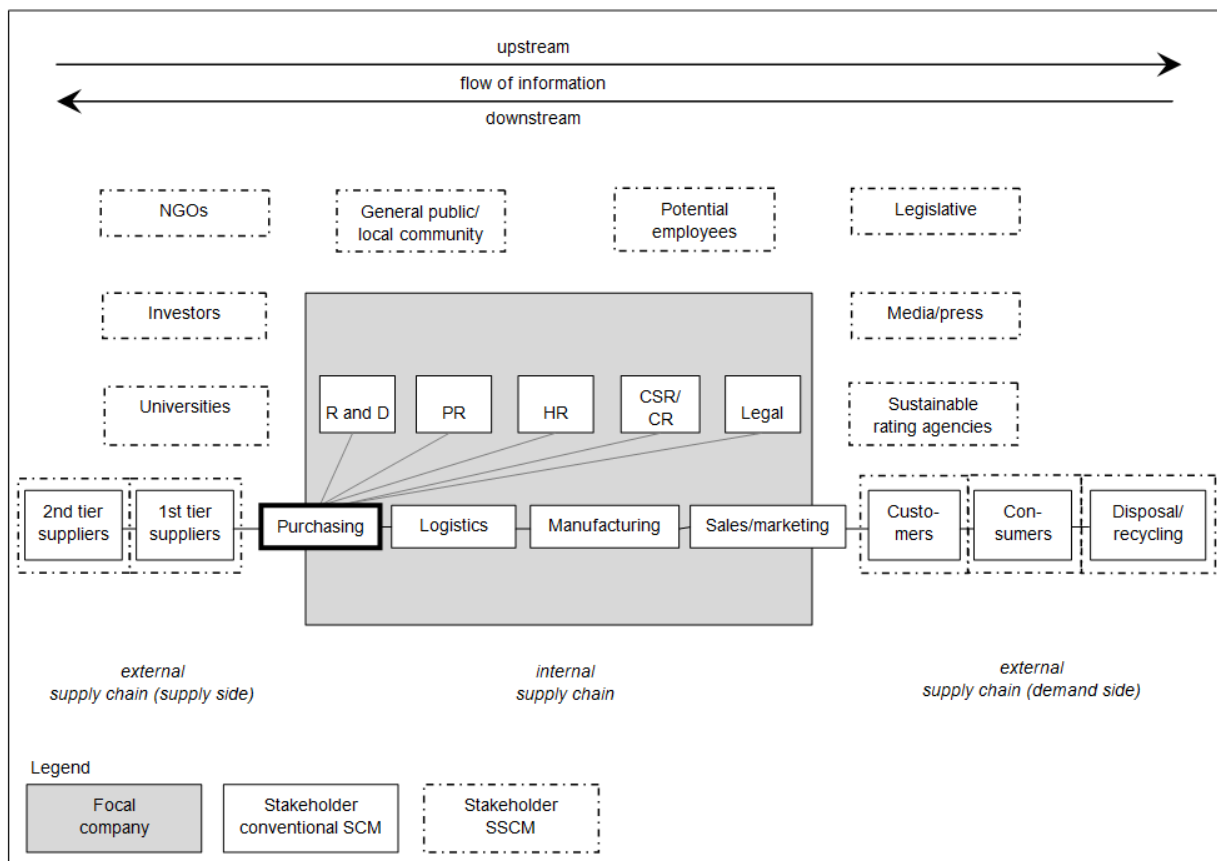 upstream
flow of information
downstream
NGOs
General public/
local community
Potential
employees
Legislative
Investors
Media/press
Universities
R and D
PR
HR
CSR/
CR
Legal
Sustainable
rating agencies
2nd tier
suppliers
1st tier
suppliers
Purchasing
Logistics
Manufacturing
Sales/marketing
Custo-
mers
Con-
sumers
Disposal/
recycling
external
supply chain (supply side)
internal
supply chain
external
supply chain (demand side)
Legend
Focal
company
Stakeholder
conventional SCM
Stakeholder
SSCM